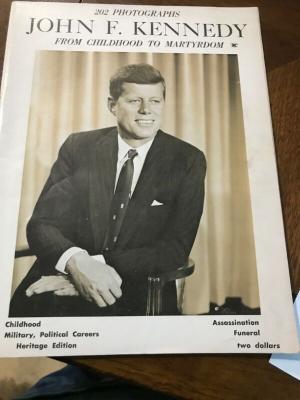 202 PHOTOGRAPHS
JOHN F. KENNEDY
FROM CHILDHOOD TO MARTYRDOM
Childhood
Military, Political Careers
Heritage Edition
Assassination
Funeral
two dollars